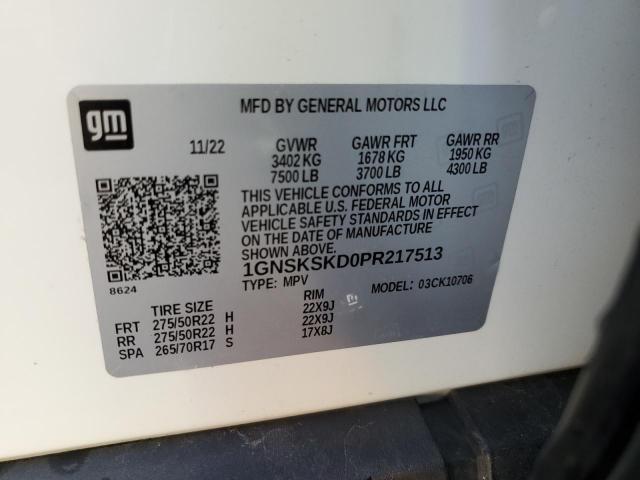 gm
MFD BY GENERAL MOTORS LLC
11/22 GVWR GAWR FRT GAWR RR
3402 KG 1678 KG 1950 KG
7500 LB 3700 LB 4300 LB
THIS VEHICLE CONFORMS TO ALL
APPLICABLE U.S. FEDERAL MOTOR
VEHICLE SAFETY STANDARDS IN EFFECT
ON THE DATE OF MANUFACTURE
SHOWN ABOVE.
1GNSKSKD0PR217513
TYPE: MPV MODEL: 03CK10706
8624
TIRE SIZE RIM
FRT 275/50R22 H 22X9J
RR 275/50R22 H 22X9J
SPA 265/70R17 S 17X8J